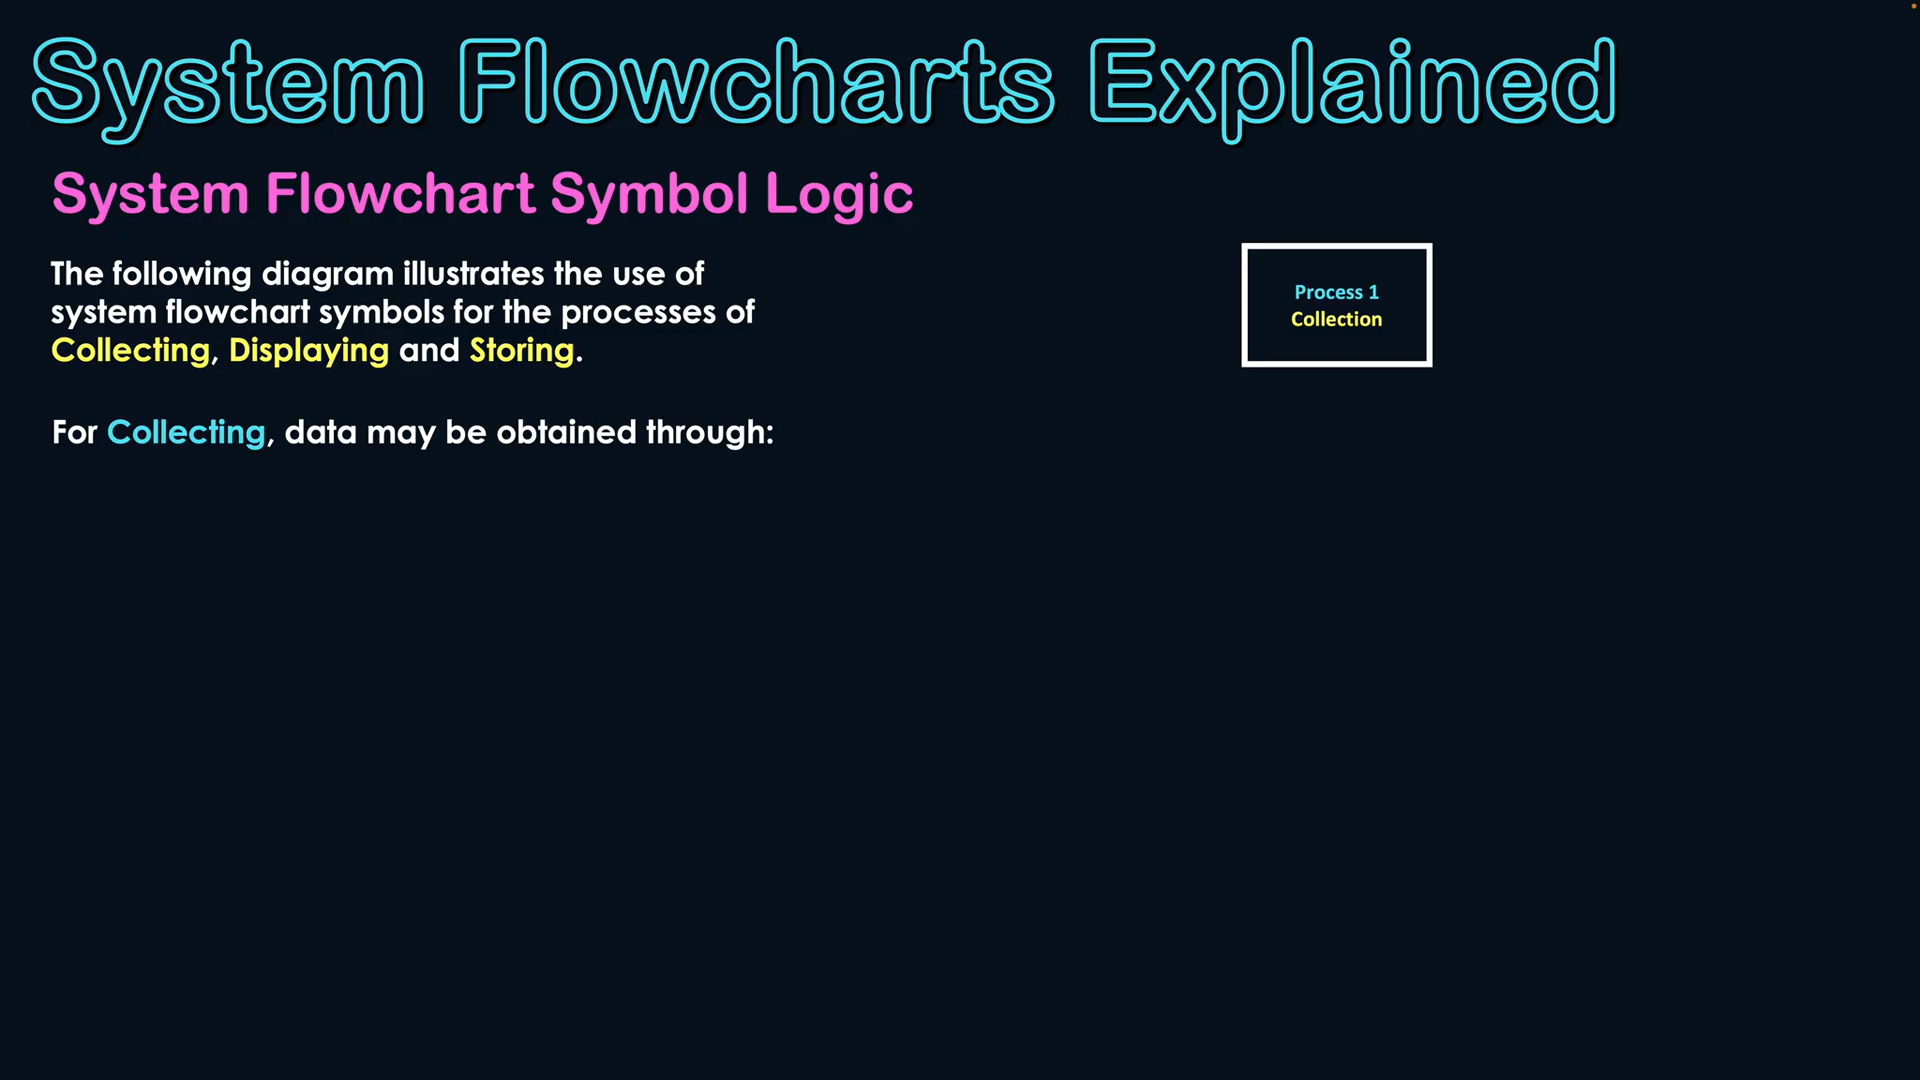 System Flowcharts Explained
System Flowchart Symbol Logic
The following diagram illustrates the use of
system flowchart symbols for the processes of
Collecting, Displaying and Storing.
For Collecting, data may be obtained through:
Process 1
Collection